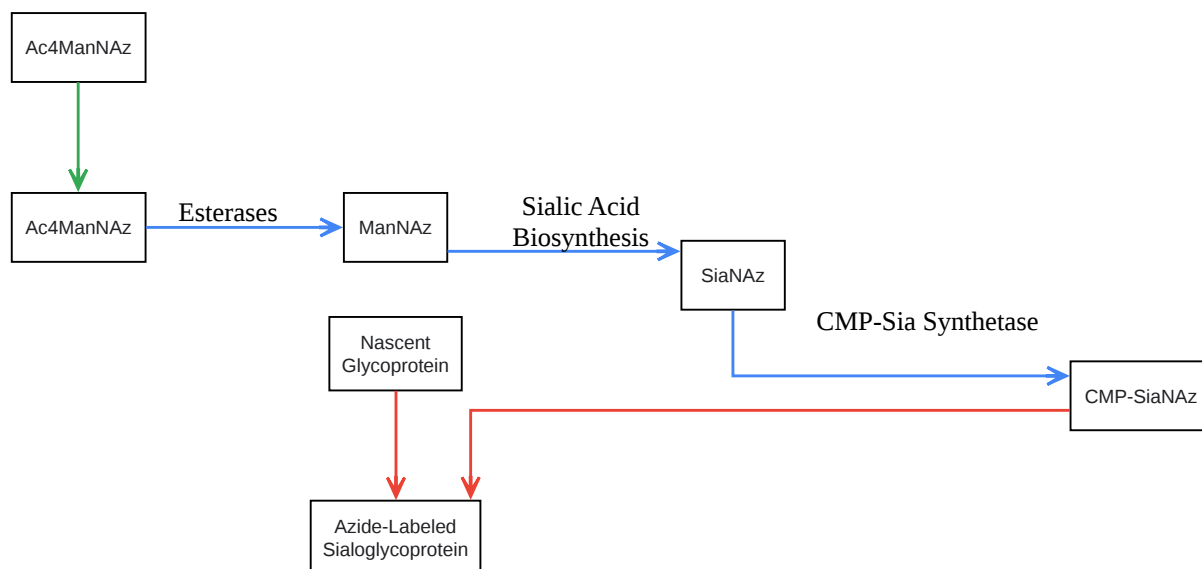 Ac4ManNAz
Ac4ManNAz
Esterases
ManNAz
Sialic Acid
Biosynthesis
SiaNAz
CMP-Sia Synthetase
Nascent
Glycoprotein
CMP-SiaNAz
Azide-Labeled
Sialoglycoprotein